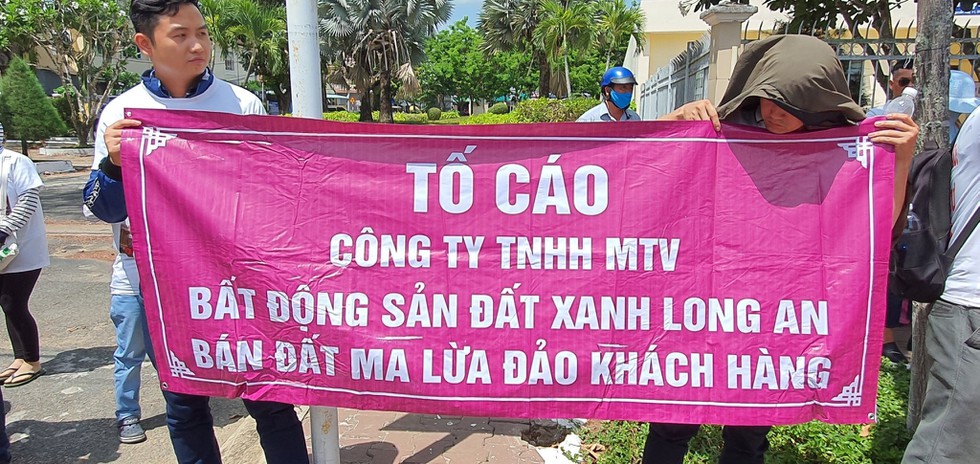 TỐ CÁO
CÔNG TY TNHH MTV
BẤT ĐỘNG SẢN ĐẤT XANH LONG AN
BÁN ĐẤT MA LỪA ĐẢO KHÁCH HÀNG